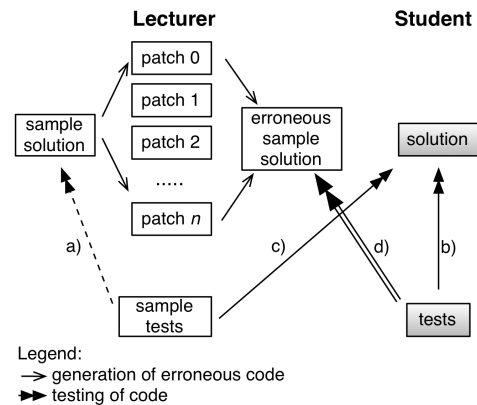 Lecturer
Student
patch 0
patch 1
patch 2
.....
patch n
sample
solution
erroneous
sample
solution
solution
a)
c)
d)
b)
sample
tests
tests
Legend:
generation of erroneous code
testing of code